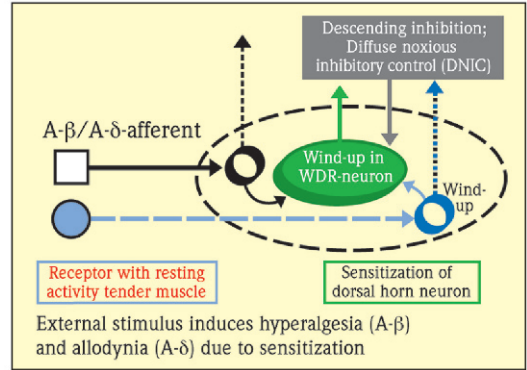 Descending inhibition;
Diffuse noxious
inhibitory control (DNIC)
A-β/A-δ-afferent
Wind-up in
WDR-neuron
Wind-
up
Receptor with resting
activity tender muscle
Sensitization of
dorsal horn neuron
External stimulus induces hyperalgesia (A-β)
and allodynia (A-δ) due to sensitization